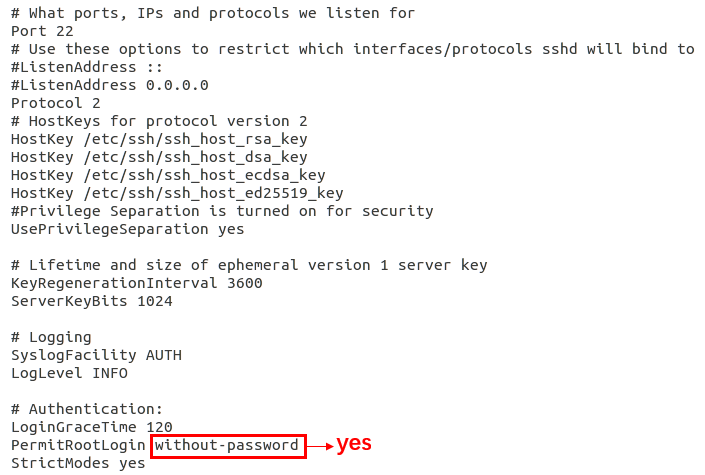 # What ports, IPs and protocols we listen for
Port 22
# Use these options to restrict which interfaces/protocols sshd will bind to
#ListenAddress ::
#ListenAddress 0.0.0.0
Protocol 2
# HostKeys for protocol version 2
HostKey /etc/ssh/ssh_host_rsa_key
HostKey /etc/ssh/ssh_host_dsa_key
HostKey /etc/ssh/ssh_host_ecdsa_key
HostKey /etc/ssh/ssh_host_ed25519_key
#Privilege Separation is turned on for security
UsePrivilegeSeparation yes

# Lifetime and size of ephemeral version 1 server key
KeyRegenerationInterval 3600
ServerKeyBits 1024

# Logging
SyslogFacility AUTH
LogLevel INFO

# Authentication:
LoginGraceTime 120
PermitRootLogin without-password yes
StrictModes yes